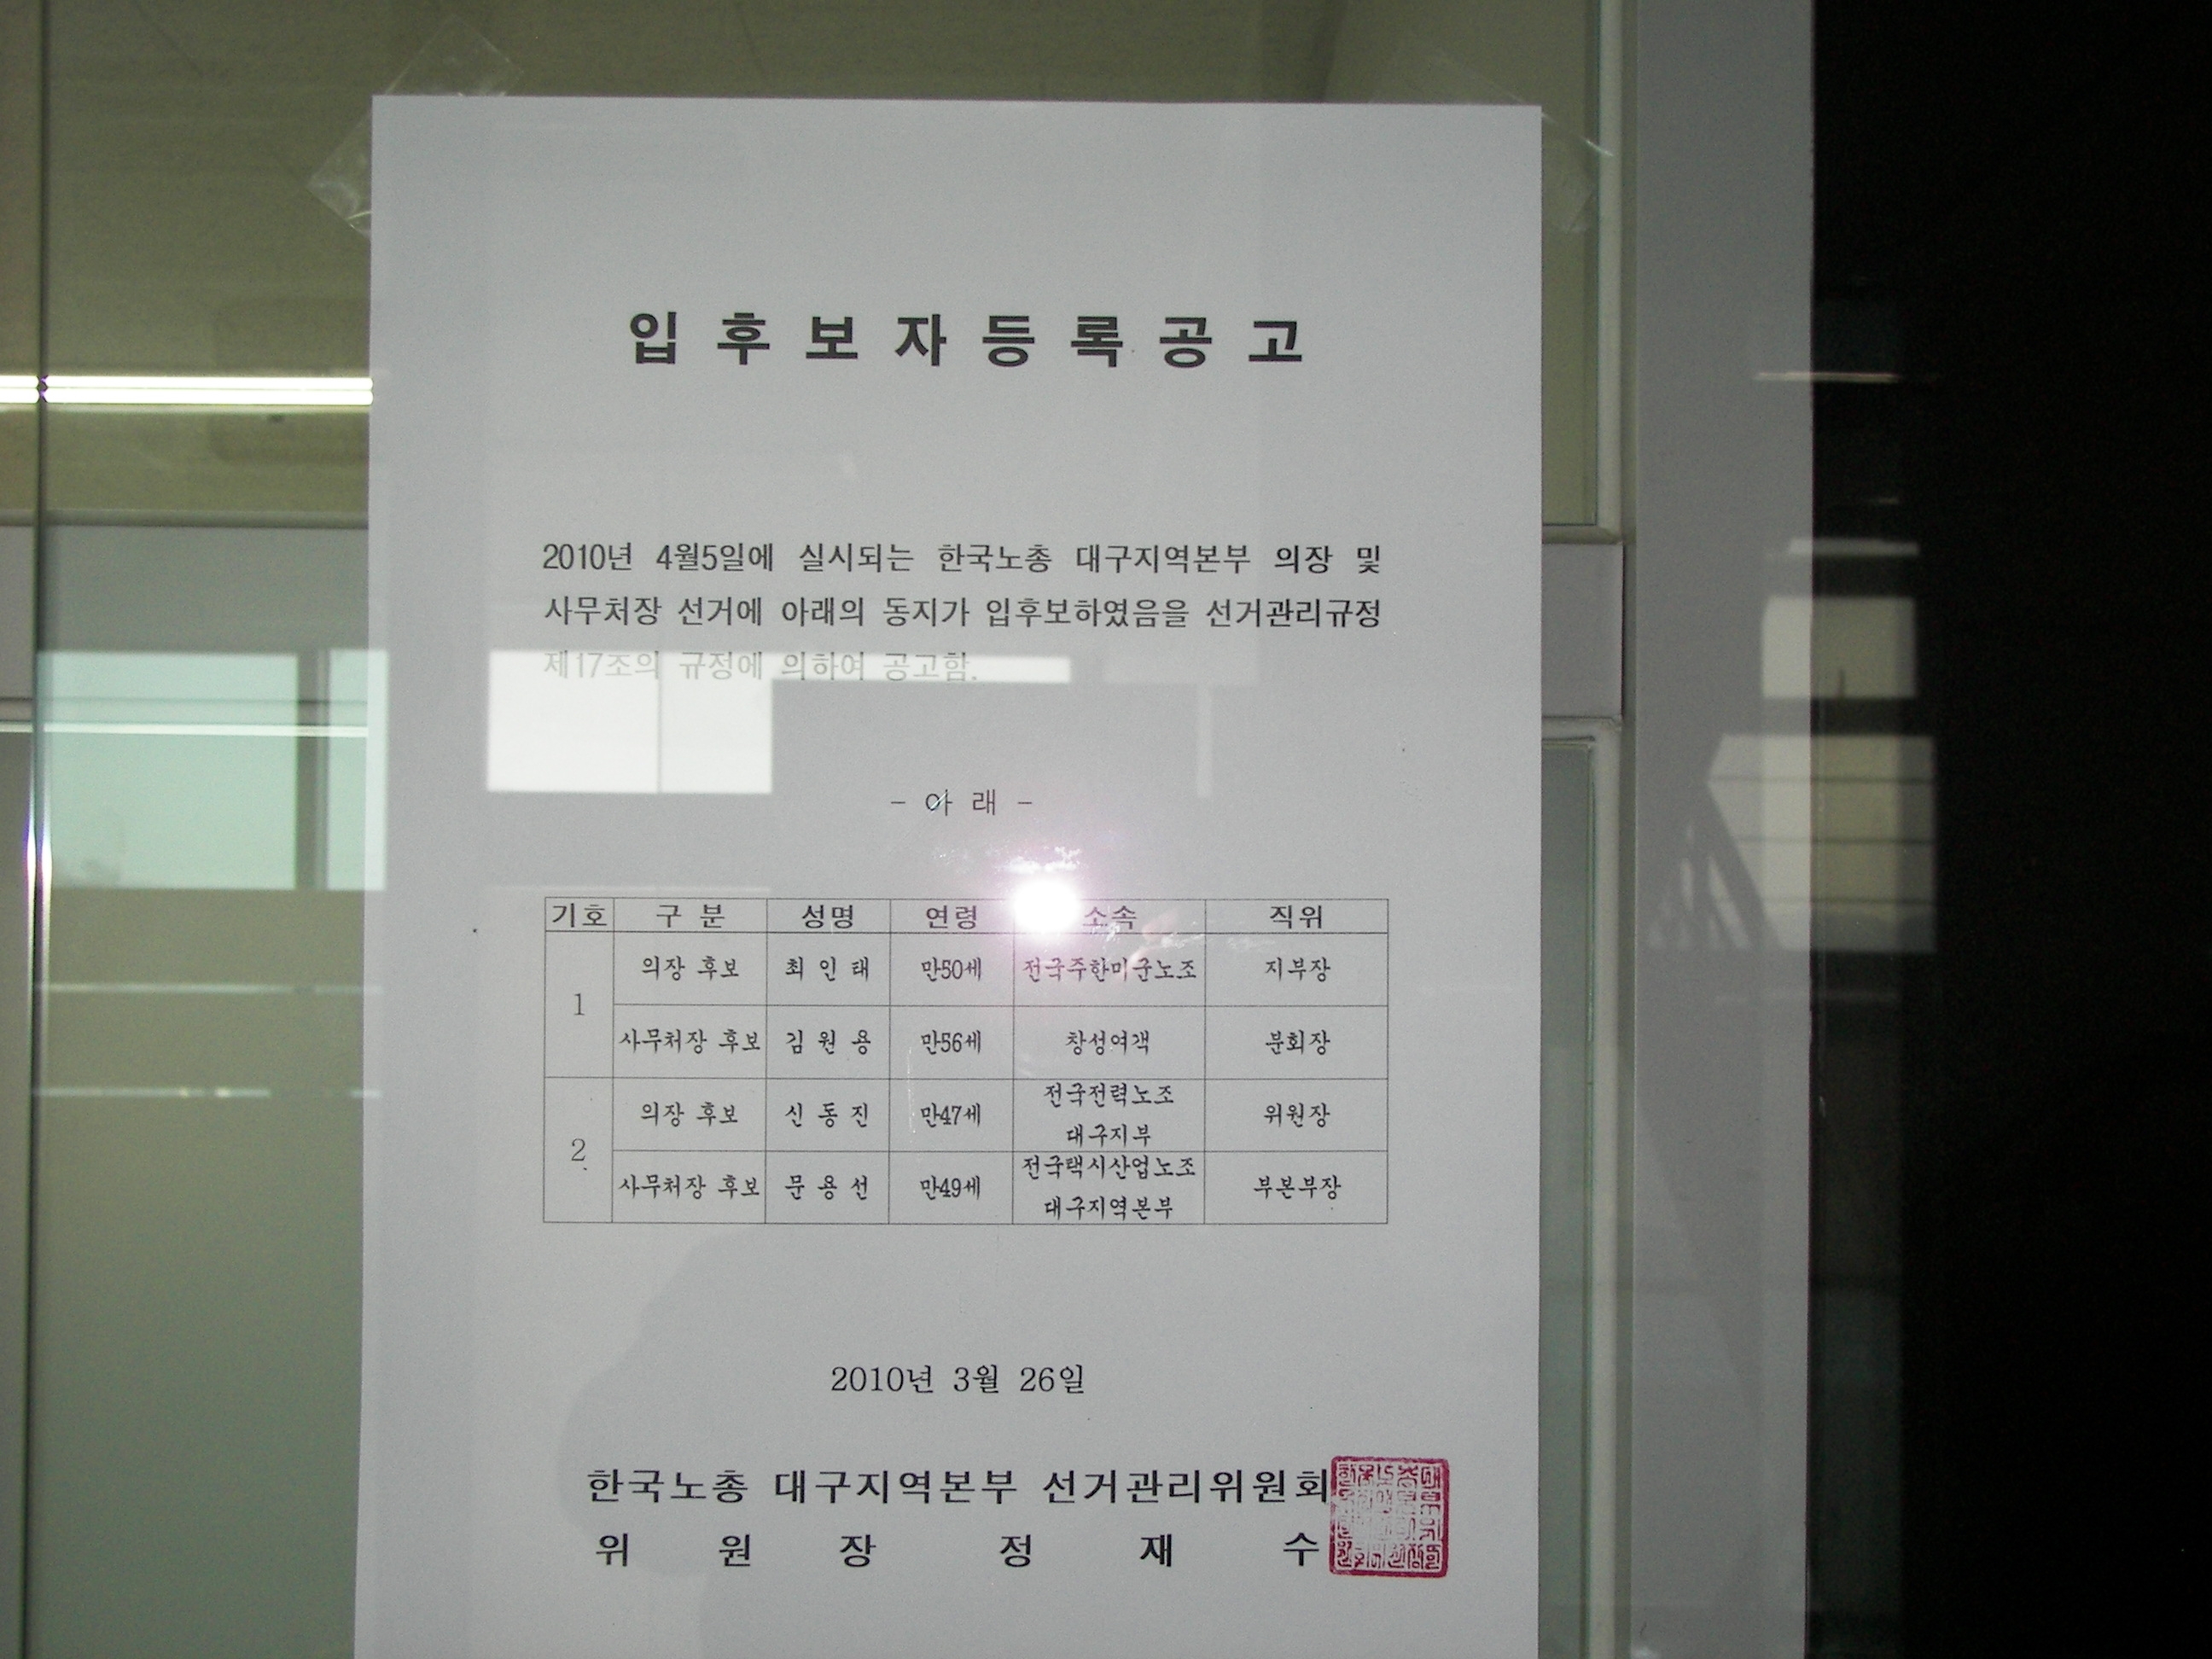 입후보자등록공고
2010년 4월5일에 실시되는 한국노총 대구지역본부 의장 및
사무처장 선거에 아래의 동지가 입후보하였음을 선거관리규정
제17조의 규정에 의하여 공고함.
- 아 래 -
기호 구 분 성명 연령 소속 직위
1
의장 후보 최 인 태 만50세 전국주한미군노조 지부장
사무처장 후보 김 원 용 만56세 창성여객 분회장
2
의장 후보 신 동 진 만47세 전국전력노조 대구지부 위원장
사무처장 후보 문 용 선 만49세 전국택시산업노조 대구지역본부 부본부장
2010년 3월 26일
한국노총 대구지역본부 선거관리위원회
위 원 장 정 재 수